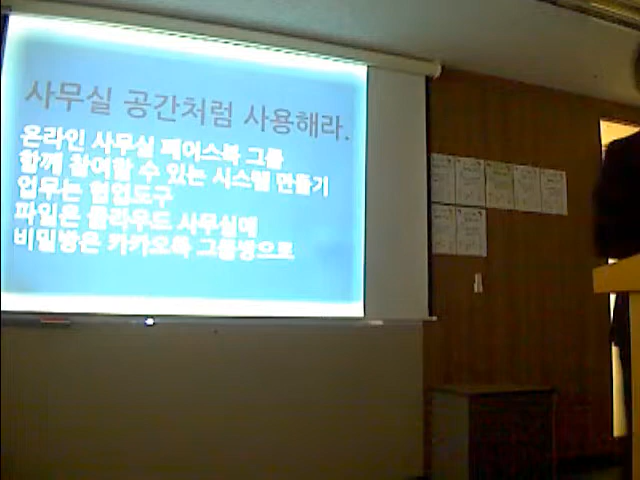 사무실 공간처럼 사용해라.
온라인 사무실 페이스북 그룹
함께 참여할 수 있는 시스템 만들기
업무는 협업도구
파일은 클라우드 사무실에
비밀방은 카카오톡 그룹방으로